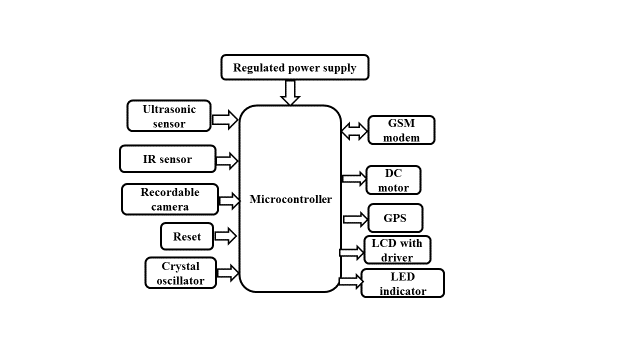 Regulated power supply
Ultrasonic
sensor
IR sensor
Recordable
camera
Reset
Crystal
oscillator
Microcontroller
GSM
modem
DC
motor
GPS
LCD with
driver
LED
indicator